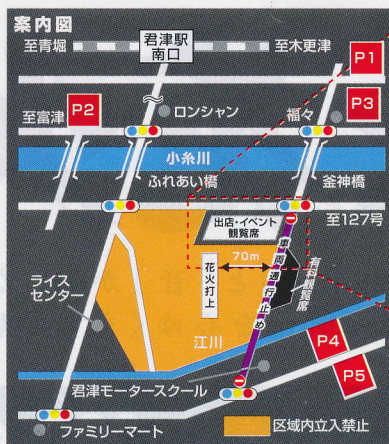 案内図
至青堀
君津駅
南口
至木更津
P1
至富津
P2
ロンシャン
福々
P3
小糸川
ふれあい橋
釜神橋
出店・イベント
観覧席
至127号
花火打上
70m
車両通行止め
有料観覧席
ライス
センター
江川
P4
君津モータースクール
P5
ファミリーマート
区域内立入禁止